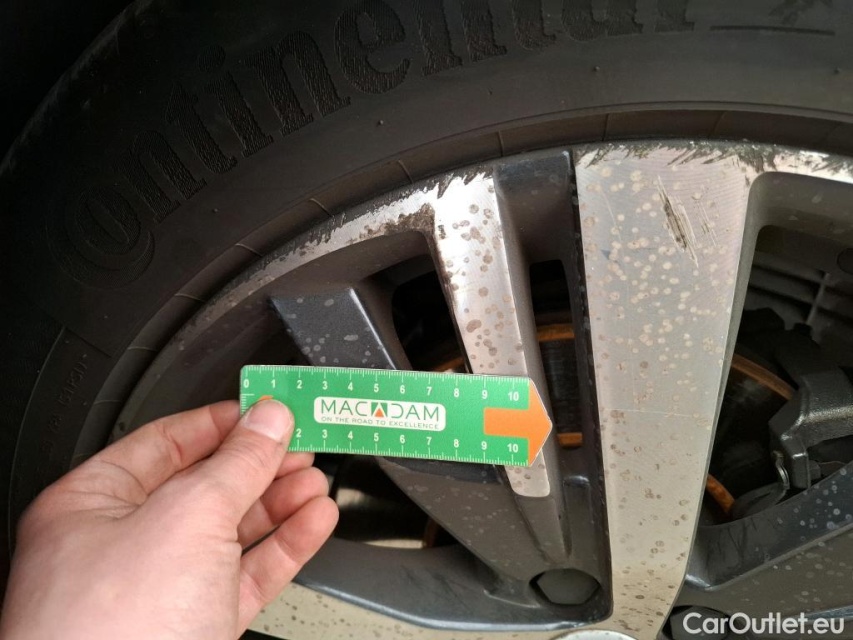 Continental
0 1 2 3 4 5 6 7 8 9 10
MACADAM
ON THE ROAD TO EXCELLENCE
2 3 4 5 6 7 8 9 10
CarOutlet.eu